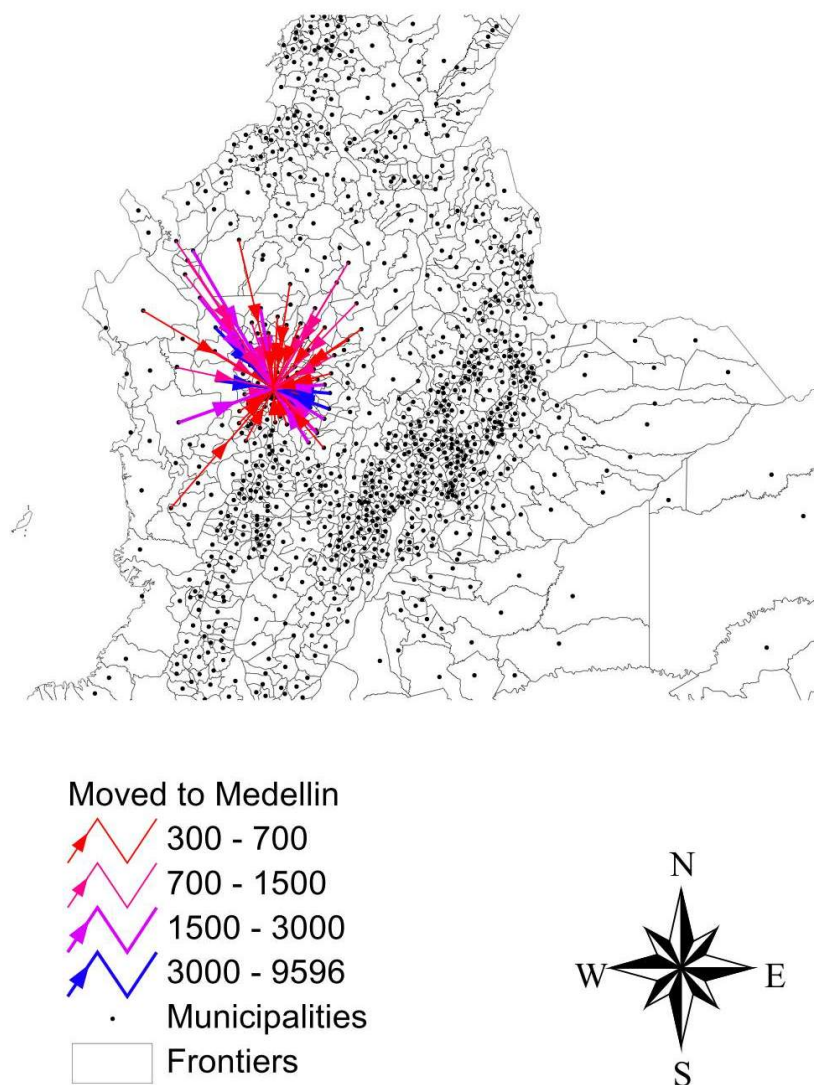 Moved to Medellin
300 - 700
700 - 1500
1500 - 3000
3000 - 9596
Municipalities
Frontiers
N
W E
S